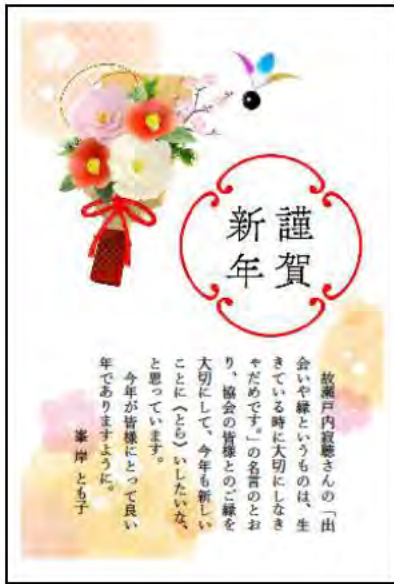 謹賀
新年
故瀬戸内寂聴さんの「出
会いや縁というものは、生
きている時に大切にしなき
ゃだめです。」の名言のとお
り、協会の皆様とのご縁を
大切にして、今年も新しい
ことに《とら》いしたいな、
と思っています。
今年が皆様にとって良い
年でありますように。
峯岸とも子